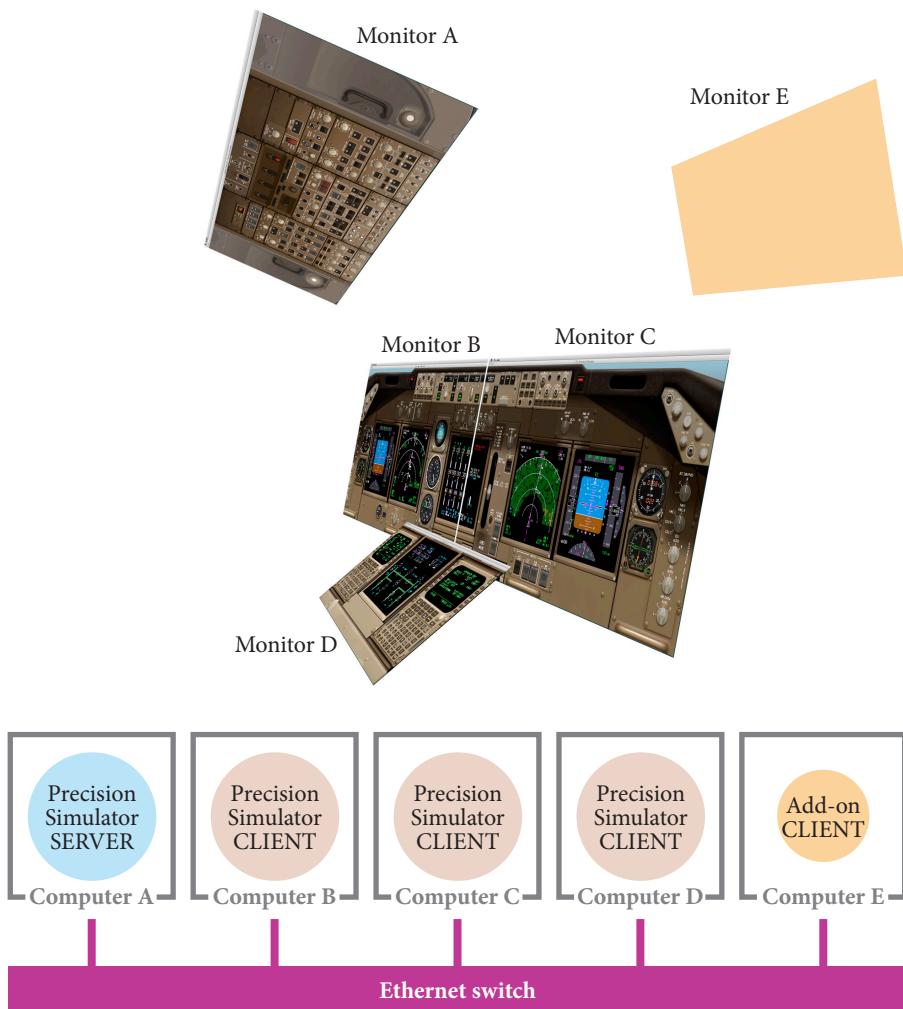 Monitor A
Monitor E
Monitor B
Monitor C
Monitor D
Precision
Simulator
SERVER
Computer A
Precision
Simulator
CLIENT
Computer B
Precision
Simulator
CLIENT
Computer C
Precision
Simulator
CLIENT
Computer D
Add-on
CLIENT
Computer E
Ethernet switch